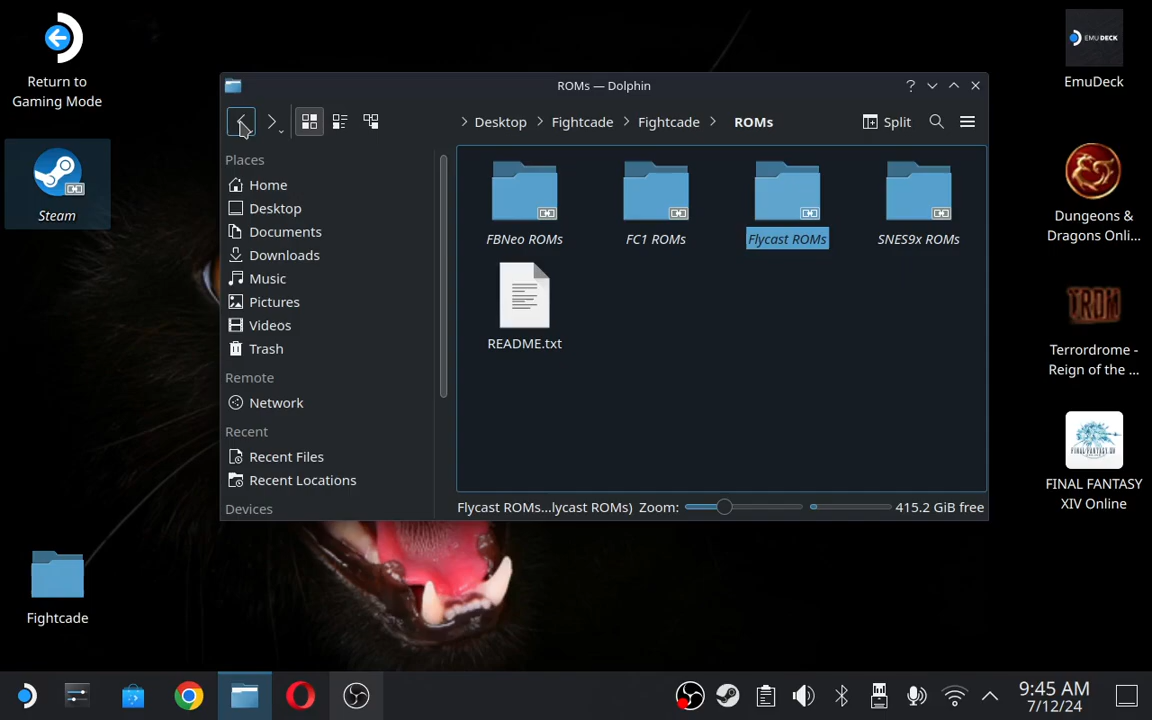 Return to
Gaming Mode
Steam
Fightcade
ROMs — Dolphin
Desktop
Fightcade
Fightcade
ROMs
Split
Places
Home
Desktop
Documents
Downloads
Music
Pictures
Videos
Trash
Remote
Network
Recent
Recent Files
Recent Locations
Devices
FBNeo ROMs
FC1 ROMs
Flycast ROMs
SNES9x ROMs
README.txt
Flycast ROMs...lycast ROMs)
Zoom:
415.2 GiB free
EMUDECK
EmuDeck
Dungeons &
Dragons Onli...
TROM
Terrordrome -
Reign of the ...
FINAL FANTASY
XIV Online
9:45 AM
7/12/24